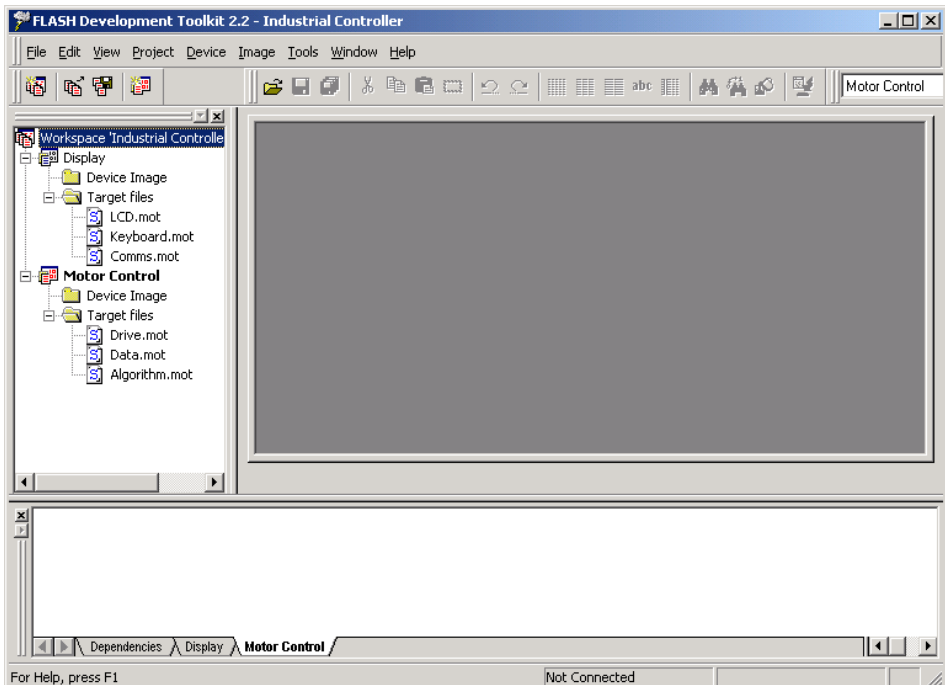 FLASH Development Toolkit 2.2 - Industrial Controller
File Edit View Project Device Image Tools Window Help
abc
Motor Control
Workspace 'Industrial Controlle
Display
Device Image
Target files
LCD.mot
Keyboard.mot
Comms.mot
Motor Control
Device Image
Target files
Drive.mot
Data.mot
Algorithm.mot
Dependencies Display Motor Control
For Help, press F1 Not Connected